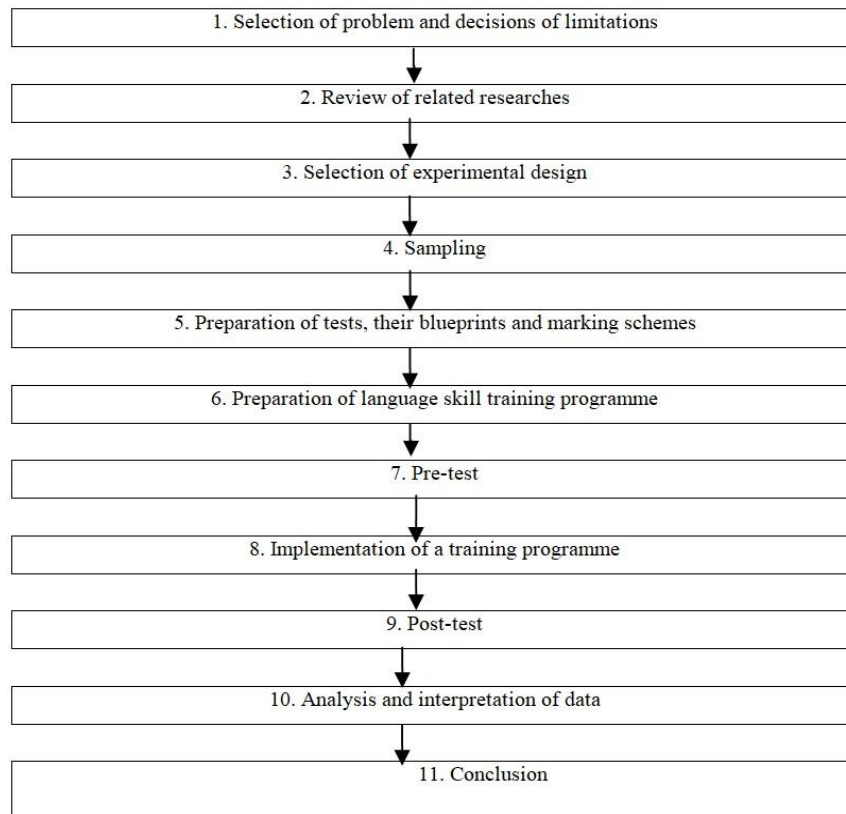 1. Selection of problem and decisions of limitations
2. Review of related researches
3. Selection of experimental design
4. Sampling
5. Preparation of tests, their blueprints and marking schemes
6. Preparation of language skill training programme
7. Pre-test
8. Implementation of a training programme
9. Post-test
10. Analysis and interpretation of data
11. Conclusion